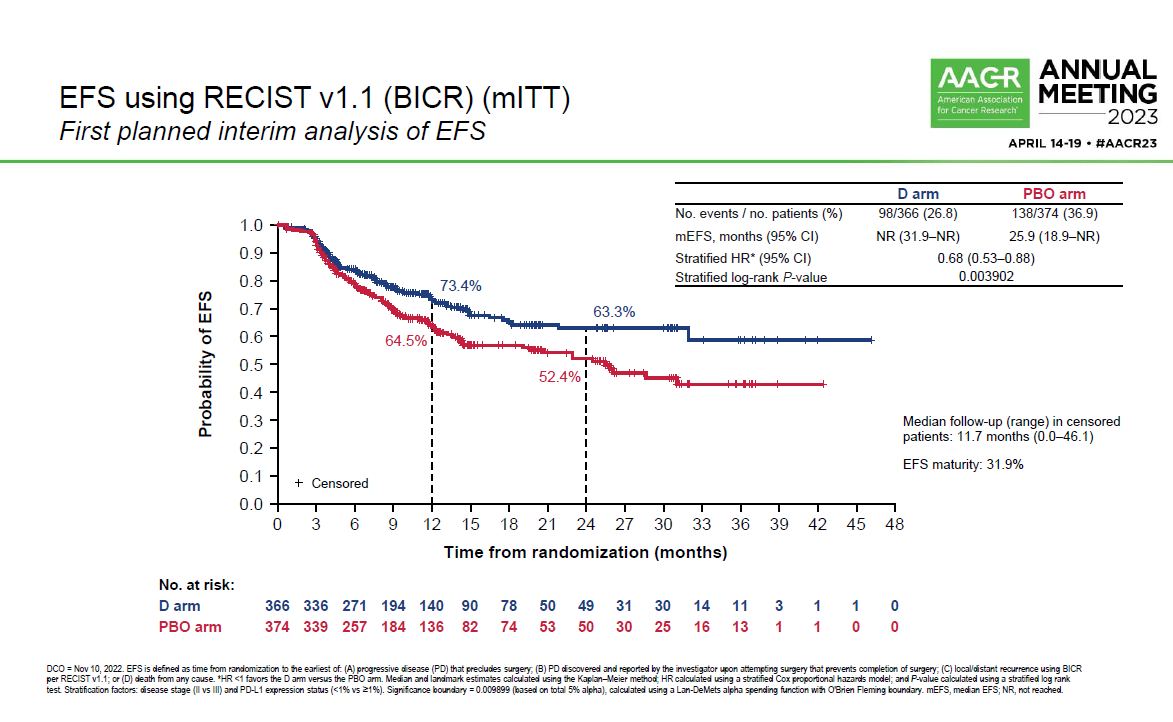 EFS using RECIST v1.1 (BICR) (mITT)
First planned interim analysis of EFS
AACR
American Association
for Cancer Research®
ANNUAL
MEETING
2023
APRIL 14-19 • #AACR23
D arm PBO arm
No. events / no. patients (%) 98/366 (26.8) 138/374 (36.9)
mEFS, months (95% CI) NR (31.9–NR) 25.9 (18.9–NR)
Stratified HR* (95% CI) 0.68 (0.53–0.88)
Stratified log-rank P-value 0.003902
Probability of EFS
1.0
0.9
0.8
0.7
0.6
0.5
0.4
0.3
0.2
0.1
0.0
73.4%
64.5%
63.3%
52.4%
+ Censored
Median follow-up (range) in censored
patients: 11.7 months (0.0–46.1)
EFS maturity: 31.9%
0 3 6 9 12 15 18 21 24 27 30 33 36 39 42 45 48
Time from randomization (months)
No. at risk:
D arm 366 336 271 194 140 90 78 50 49 31 30 14 11 3 1 1 0
PBO arm 374 339 257 184 136 82 74 53 50 30 25 16 13 1 1 0 0
DCO = Nov 10, 2022. EFS is defined as time from randomization to the earliest of: (A) progressive disease (PD) that precludes surgery; (B) PD discovered and reported by the investigator upon attempting surgery that prevents completion of surgery; (C) local/distant recurrence using BICR
per RECIST v1.1; or (D) death from any cause. *HR <1 favors the D arm versus the PBO arm. Median and landmark estimates calculated using the Kaplan–Meier method; HR calculated using a stratified Cox proportional hazards model; and P-value calculated using a stratified log rank
test. Stratification factors: disease stage (II vs III) and PD-L1 expression status (<1% vs ≥1%). Significance boundary = 0.009899 (based on total 5% alpha), calculated using a Lan-DeMets alpha spending function with O'Brien Fleming boundary. mEFS, median EFS; NR, not reached.